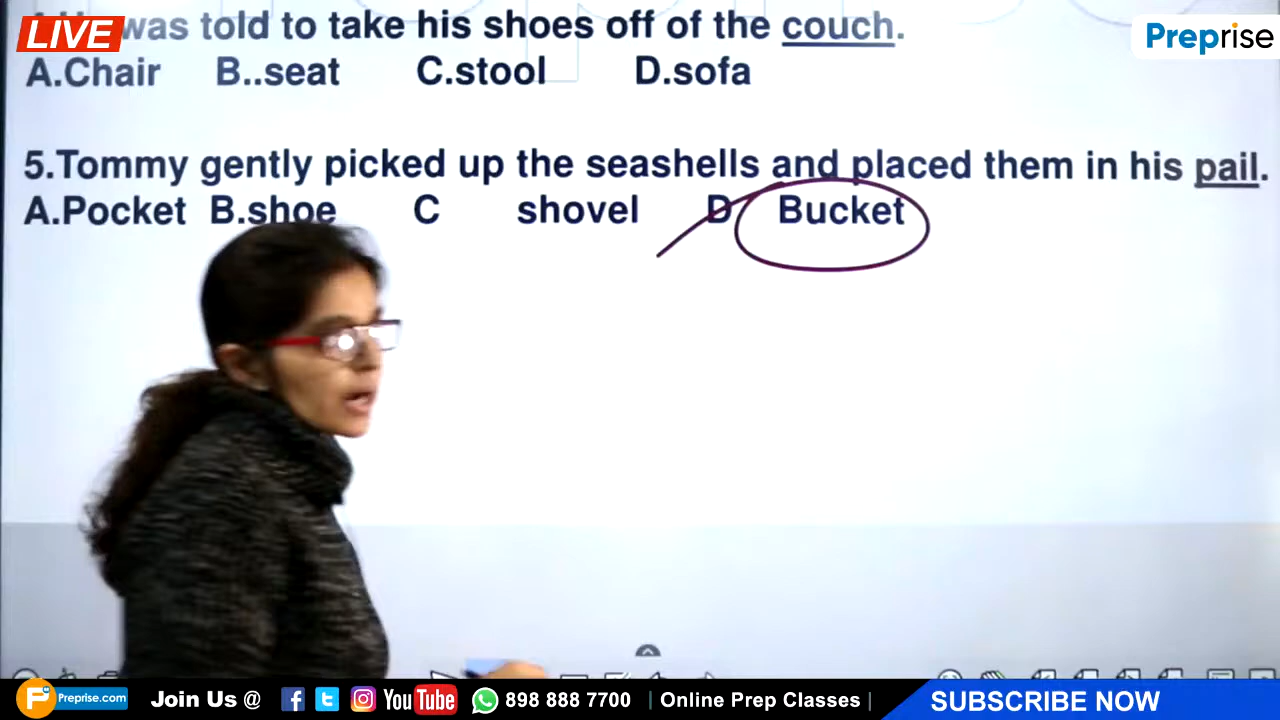 LIVE was told to take his shoes off of the couch.
Preprise
A.Chair B..seat C.stool D.sofa
5.Tommy gently picked up the seashells and placed them in his pail.
A.Pocket B.shoe C shovel D Bucket
Preprise.com Join Us @ YouTube 898 888 7700 | Online Prep Classes | SUBSCRIBE NOW